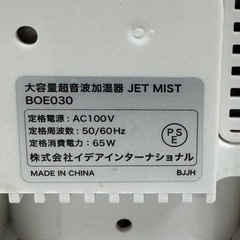 大容量超音波加湿器 JET MIST
BOE030
定格電源：AC100V
定格周波数：50/60Hz
定格消費電力：65W
PSE
株式会社イデアインターナショナル
MAKE IN CHINA
BJJH